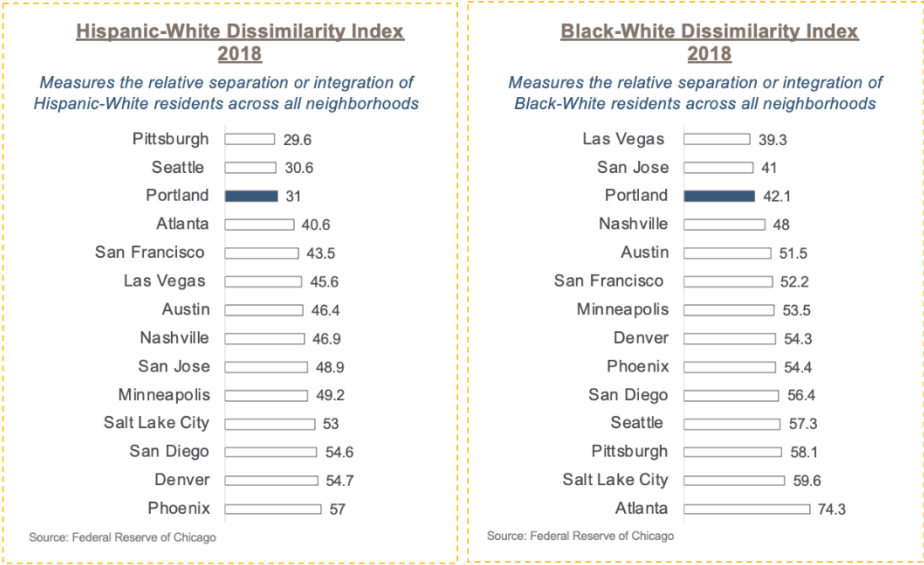 Hispanic-White Dissimilarity Index
2018
Measures the relative separation or integration of
Hispanic-White residents across all neighborhoods
Pittsburgh 29.6
Seattle 30.6
Portland 31
Atlanta 40.6
San Francisco 43.5
Las Vegas 45.6
Austin 46.4
Nashville 46.9
San Jose 48.9
Minneapolis 49.2
Salt Lake City 53
San Diego 54.6
Denver 54.7
Phoenix 57
Source: Federal Reserve of Chicago
Black-White Dissimilarity Index
2018
Measures the relative separation or integration of
Black-White residents across all neighborhoods
Las Vegas 39.3
San Jose 41
Portland 42.1
Nashville 48
Austin 51.5
San Francisco 52.2
Minneapolis 53.5
Denver 54.3
Phoenix 54.4
San Diego 56.4
Seattle 57.3
Pittsburgh 58.1
Salt Lake City 59.6
Atlanta 74.3
Source: Federal Reserve of Chicago